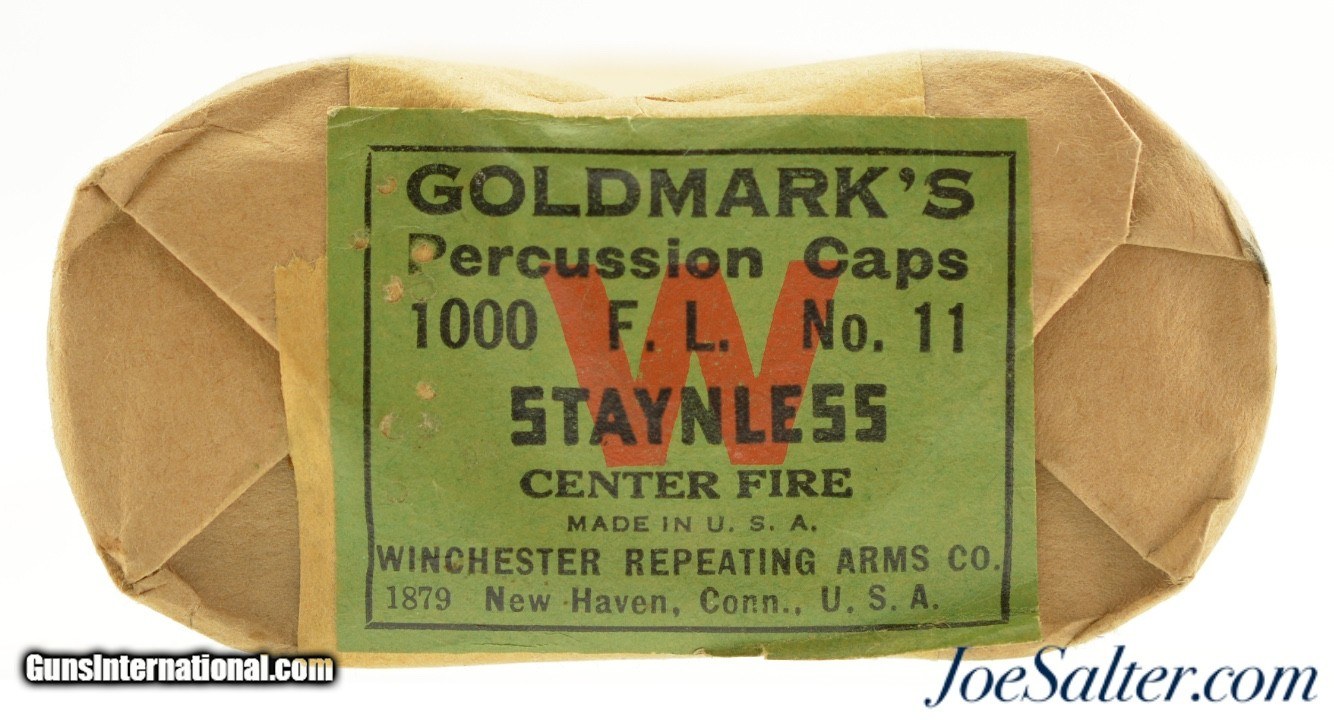 GOLDMARK'S
Percussion Caps
1000 F. L. No. 11
W
STAYNLESS
CENTER FIRE
MADE IN U. S. A.
WINCHESTER REPEATING ARMS CO.
1879 New Haven, Conn., U. S. A.
GunsInternational.com
JoeSalter.com